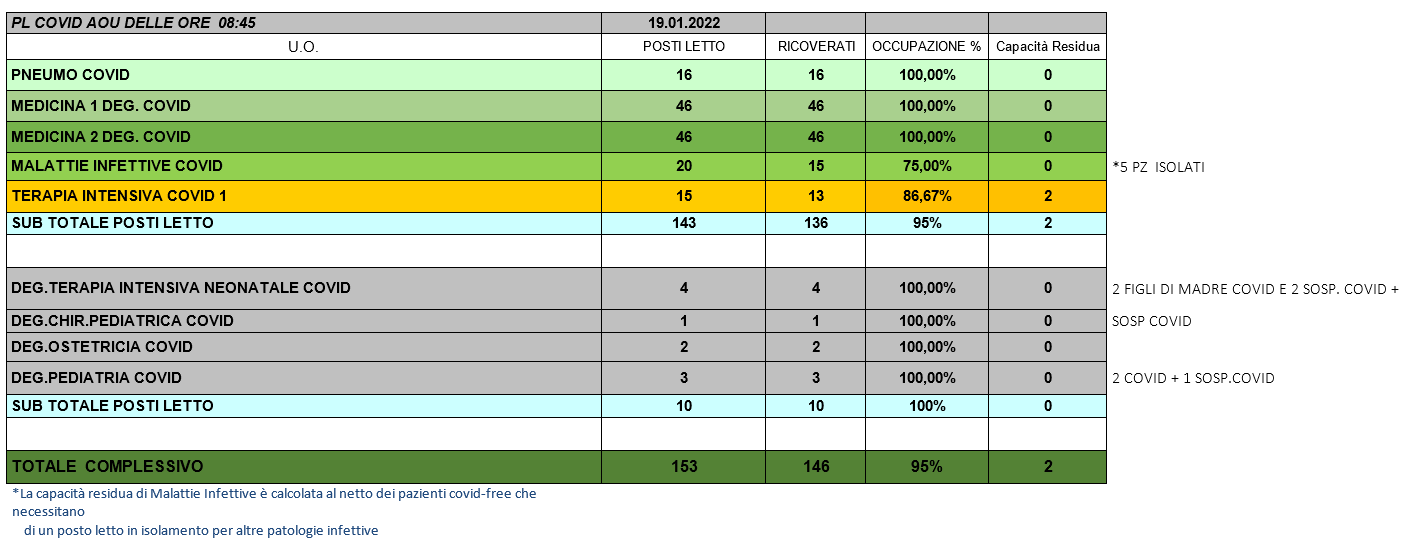 PL COVID AOU DELLE ORE 08:45 19.01.2022
U.O. POSTI LETTO RICOVERATI OCCUPAZIONE % Capacità Residua
PNEUMO COVID 16 16 100,00% 0
MEDICINA 1 DEG. COVID 46 46 100,00% 0
MEDICINA 2 DEG. COVID 46 46 100,00% 0
MALATTIE INFETTIVE COVID 20 15 75,00% 0 *5 PZ ISOLATI
TERAPIA INTENSIVA COVID 1 15 13 86,67% 2
SUB TOTALE POSTI LETTO 143 136 95% 2
DEG.TERAPIA INTENSIVA NEONATALE COVID 4 4 100,00% 0 2 FIGLI DI MADRE COVID E 2 SOSP. COVID +
DEG.CHIR.PEDIATRICA COVID 1 1 100,00% 0 SOSP COVID
DEG.OSTETRICIA COVID 2 2 100,00% 0
DEG.PEDIATRIA COVID 3 3 100,00% 0 2 COVID + 1 SOSP.COVID
SUB TOTALE POSTI LETTO 10 10 100% 0
TOTALE COMPLESSIVO 153 146 95% 2
*La capacità residua di Malattie Infettive è calcolata al netto dei pazienti covid-free che
necessitano
di un posto letto in isolamento per altre patologie infettive